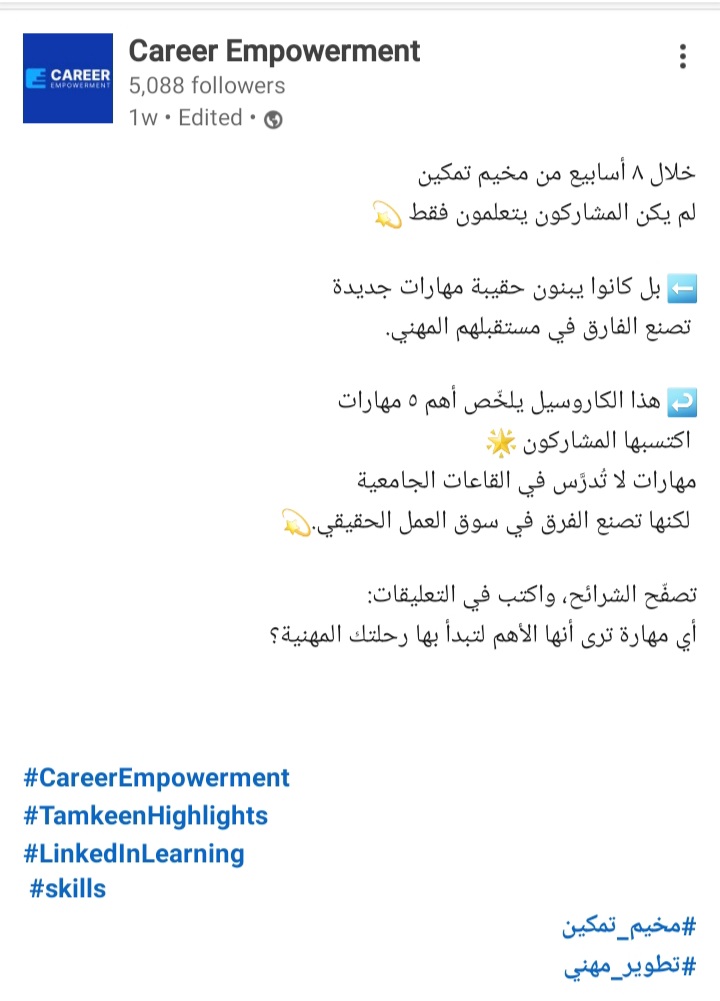 CAREER
EMPOWERMENT
Career Empowerment
5,088 followers
1w • Edited •
خلال ٨ أسابيع من مخيم تمكين
لم يكن المشاركون يتعلمون فقط 💫
⬅️ بل كانوا يبنون حقيبة مهارات جديدة
تصنع الفارق في مستقبلهم المهني.
↩️ هذا الكاروسيل يلخّص أهم ٥ مهارات
اكتسبها المشاركون 🌟
مهارات لا تُدرَّس في القاعات الجامعية
لكنها تصنع الفرق في سوق العمل الحقيقي.💫
تصفّح الشرائح، واكتب في التعليقات:
أي مهارة ترى أنها الأهم لتبدأ بها رحلتك المهنية؟
#CareerEmpowerment
#TamkeenHighlights
#LinkedInLearning
#skills
#مخيم_تمكين
#تطوير_مهني